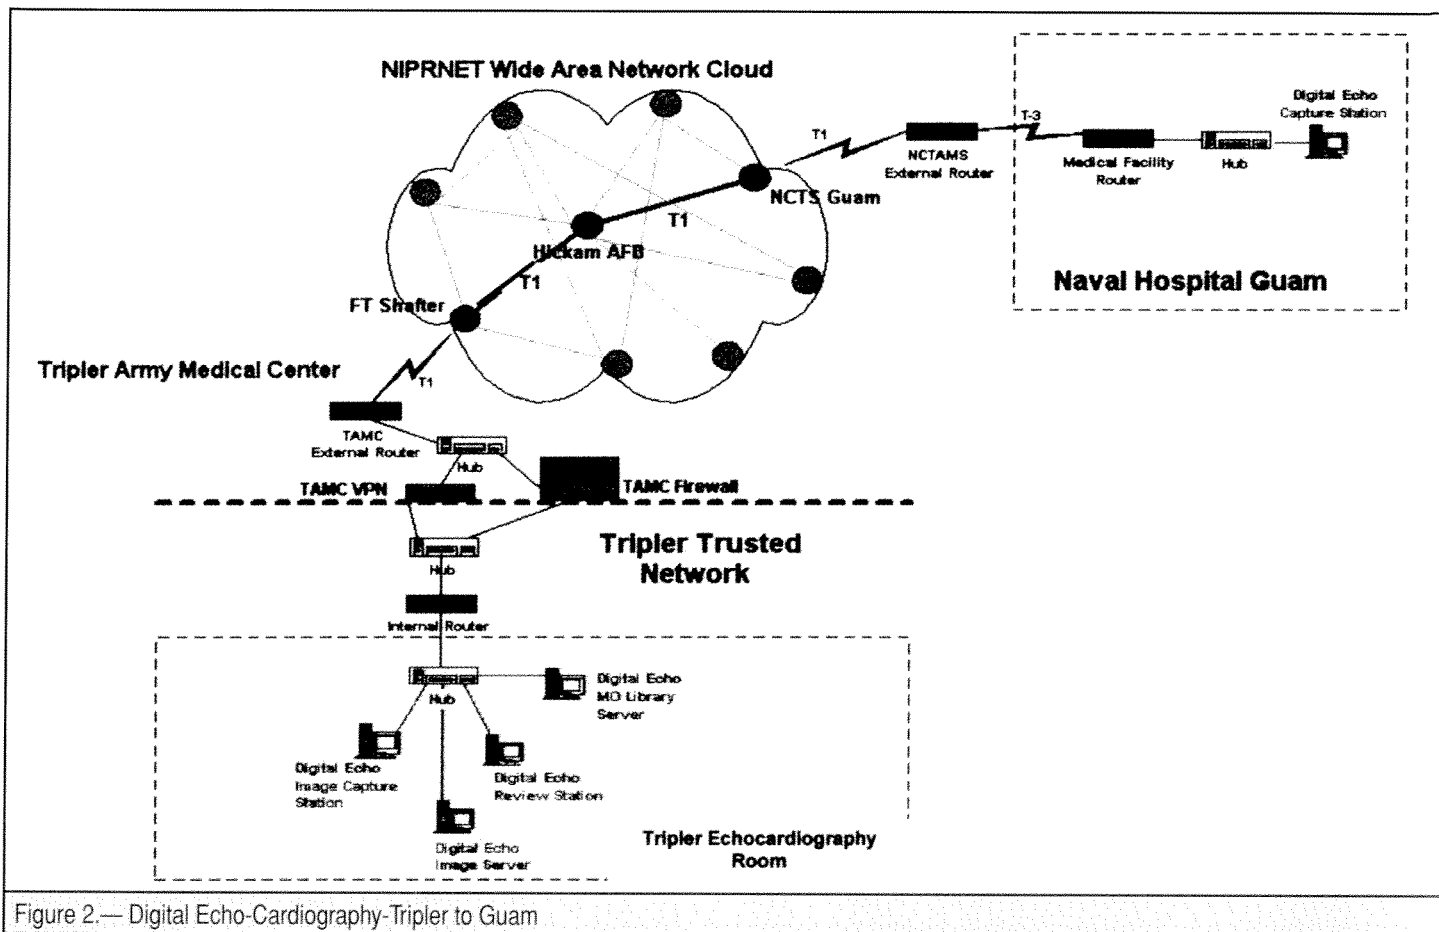 NIPRNET Wide Area Network Cloud
Digital Echo
Capture Station
T1
T-3
NCTAMS
External Router
Medical Facility
Router
Hub
NCTS Guam
T1
Hickam AFB
T1
Naval Hospital Guam
FT Shafter
Tripler Army Medical Center
T1
TAMC
External Router
Hub
TAMC VPN
TAMC Firewall
Tripler Trusted
Network
Hub
Internal Router
Hub
Digital Echo
MO Library
Server
Digital Echo
Image Capture
Station
Digital Echo
Review Station
Digital Echo
Image Server
Tripler Echocardiography
Room
Figure 2.— Digital Echo-Cardiography-Tripler to Guam